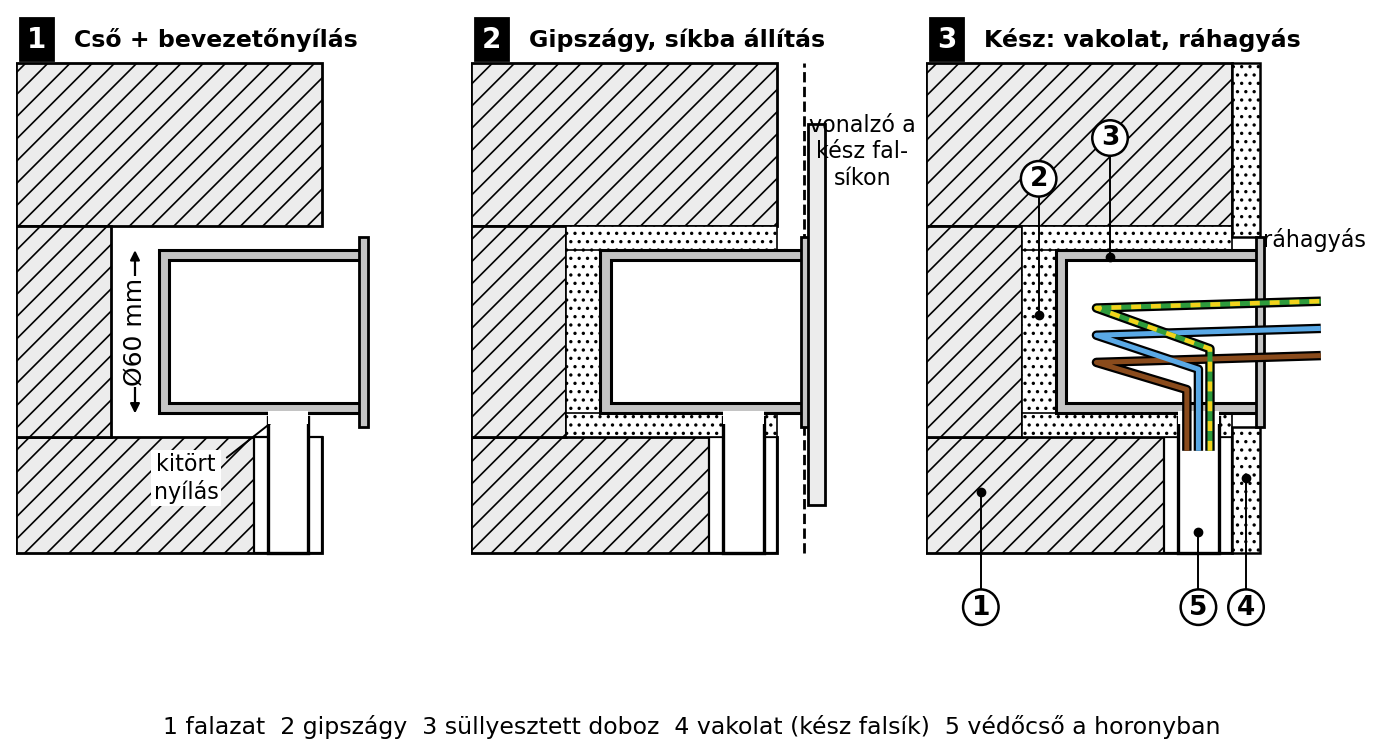 1 Cső + bevezetőnyílás
2 Gipszágy, síkba állítás
3 Kész: vakolat, ráhagyás
vonalzó a
kész fal-
síkon
3
2
ráhagyás
Ø60 mm
kitört
nyílás
1
5
4
1 falazat 2 gipszágy 3 süllyesztett doboz 4 vakolat (kész falsík) 5 védőcső a horonyban